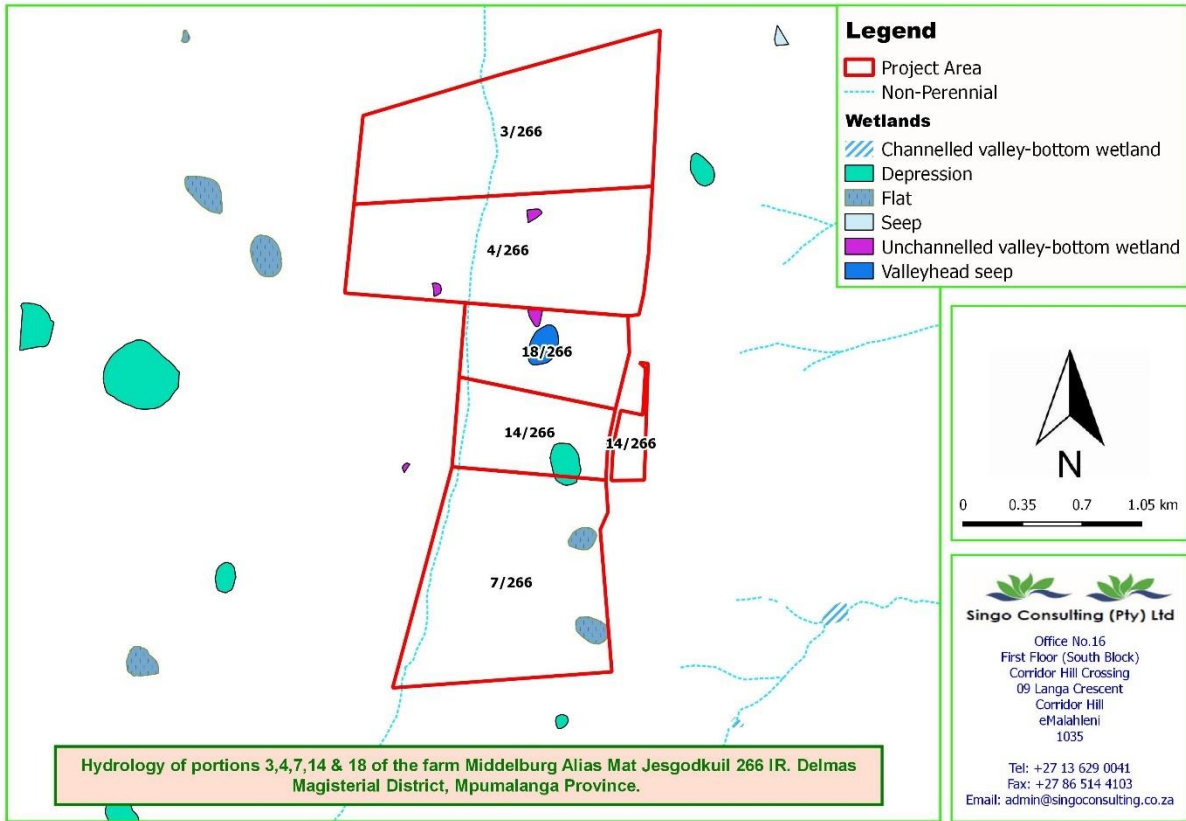 3/266
4/266
18/266
14/266
14/266
7/266
Hydrology of portions 3,4,7,14 & 18 of the farm Middelburg Alias Mat Jesgodkuil 266 IR. Delmas
Magisterial District, Mpumalanga Province.
Legend
Project Area
Non-Perennial
Wetlands
Channelled valley-bottom wetland
Depression
Flat
Seep
Unchannelled valley-bottom wetland
Valleyhead seep
N
0 0.35 0.7 1.05 km
Singo Consulting (Pty) Ltd
Office No.16
First Floor (South Block)
Corridor Hill Crossing
09 Langa Crescent
Corridor Hill
eMalahleni
1035
Tel: +27 13 629 0041
Fax: +27 86 514 4103
Email: admin@singoconsulting.co.za